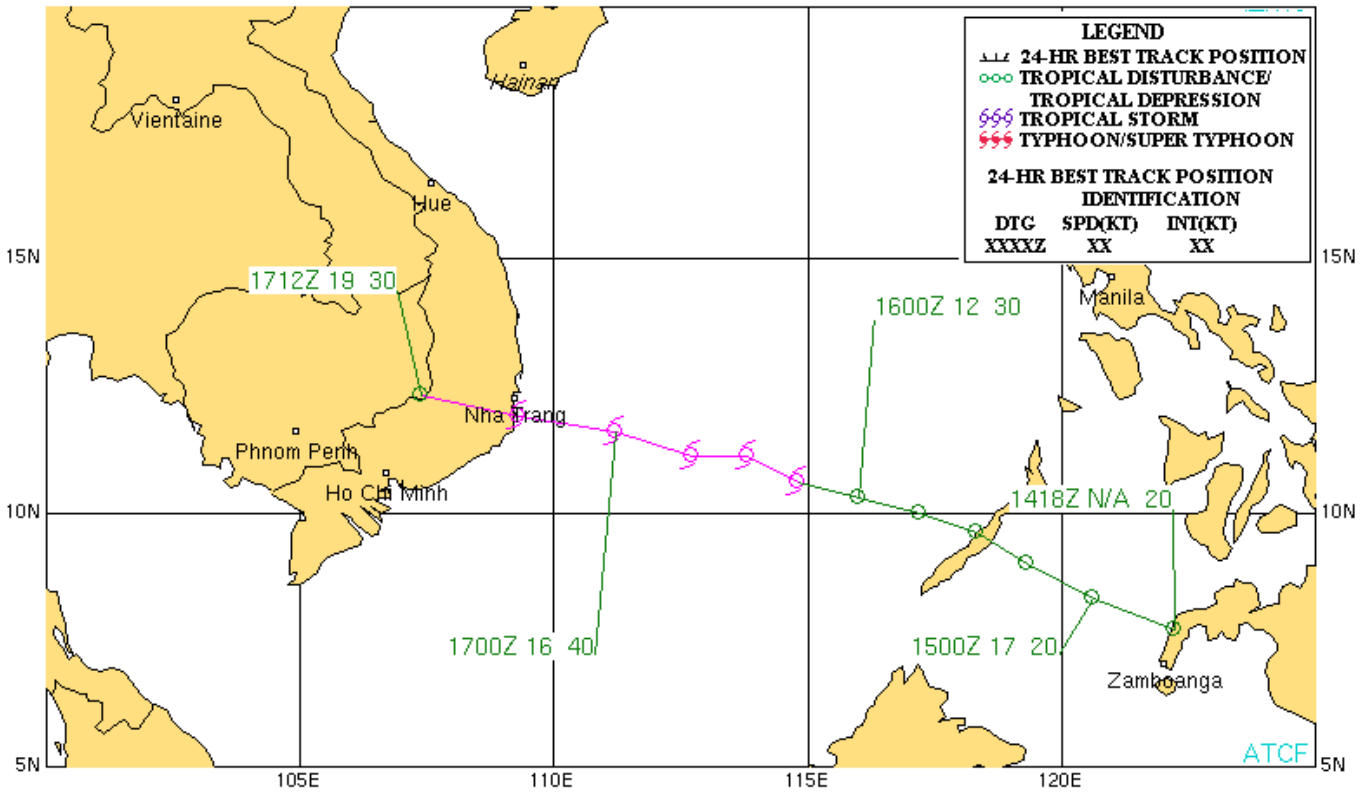 LEGEND
24-HR BEST TRACK POSITION
TROPICAL DISTURBANCE/
TROPICAL DEPRESSION
TROPICAL STORM
TYPHOON/SUPER TYPHOON
24-HR BEST TRACK POSITION
IDENTIFICATION
DTG SPD(KT) INT(KT)
XXXXZ XX XX
Hainan
Vientaine
Hue
15N
15N
1712Z 19 30
Manila
1600Z 12 30
Nha Trang
Phnom Penh
Ho Chi Minh
1418Z N/A 20
10N
10N
1700Z 16 40
1500Z 17 20
Zamboanga
ATCF
5N
5N
105E
110E
115E
120E